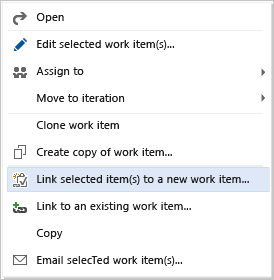 Open
Edit selected work item(s)...
Assign to
Move to iteration
Clone work item
Create copy of work item...
Link selected item(s) to a new work item...
Link to an existing work item...
Copy
Email selecTed work item(s)...